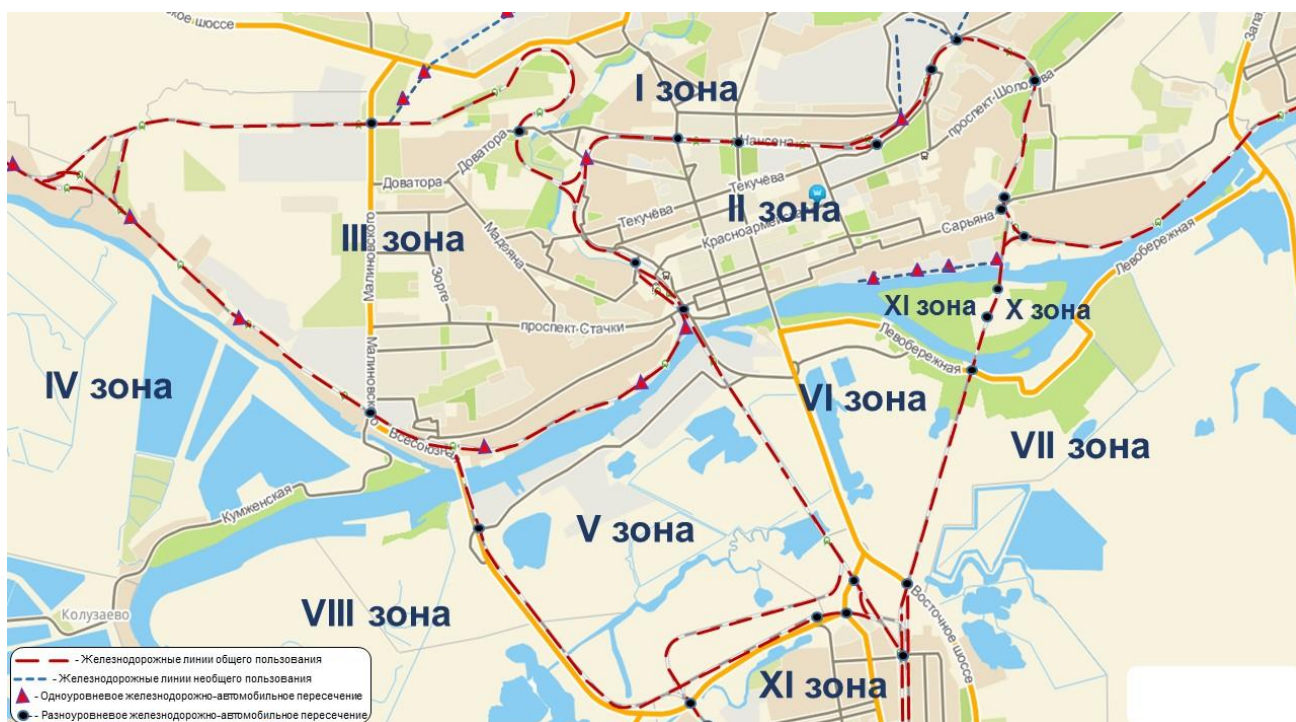 ское шоссе
Запа
I зона
проспект-Шолохова
Нансена
Доватора
Текучёва
Доватора
II зона
Текучёва
Красноармейская
Сарьяна
III зона
Малиновского
Мадояна
Зорге
Левобережная
XI зона
X зона
проспект-Стачки
Левобережная
IV зона
Малиновского
VI зона
VII зона
Всесоюзная
Кумженская
V зона
Колузаево
VIII зона
Восточное шоссе
XI зона
- Железнодорожные линии общего пользования
- Железнодорожные линии необщего пользования
- Одноуровневое железнодорожно-автомобильное пересечение
- Разноуровневое железнодорожно-автомобильное пересечение